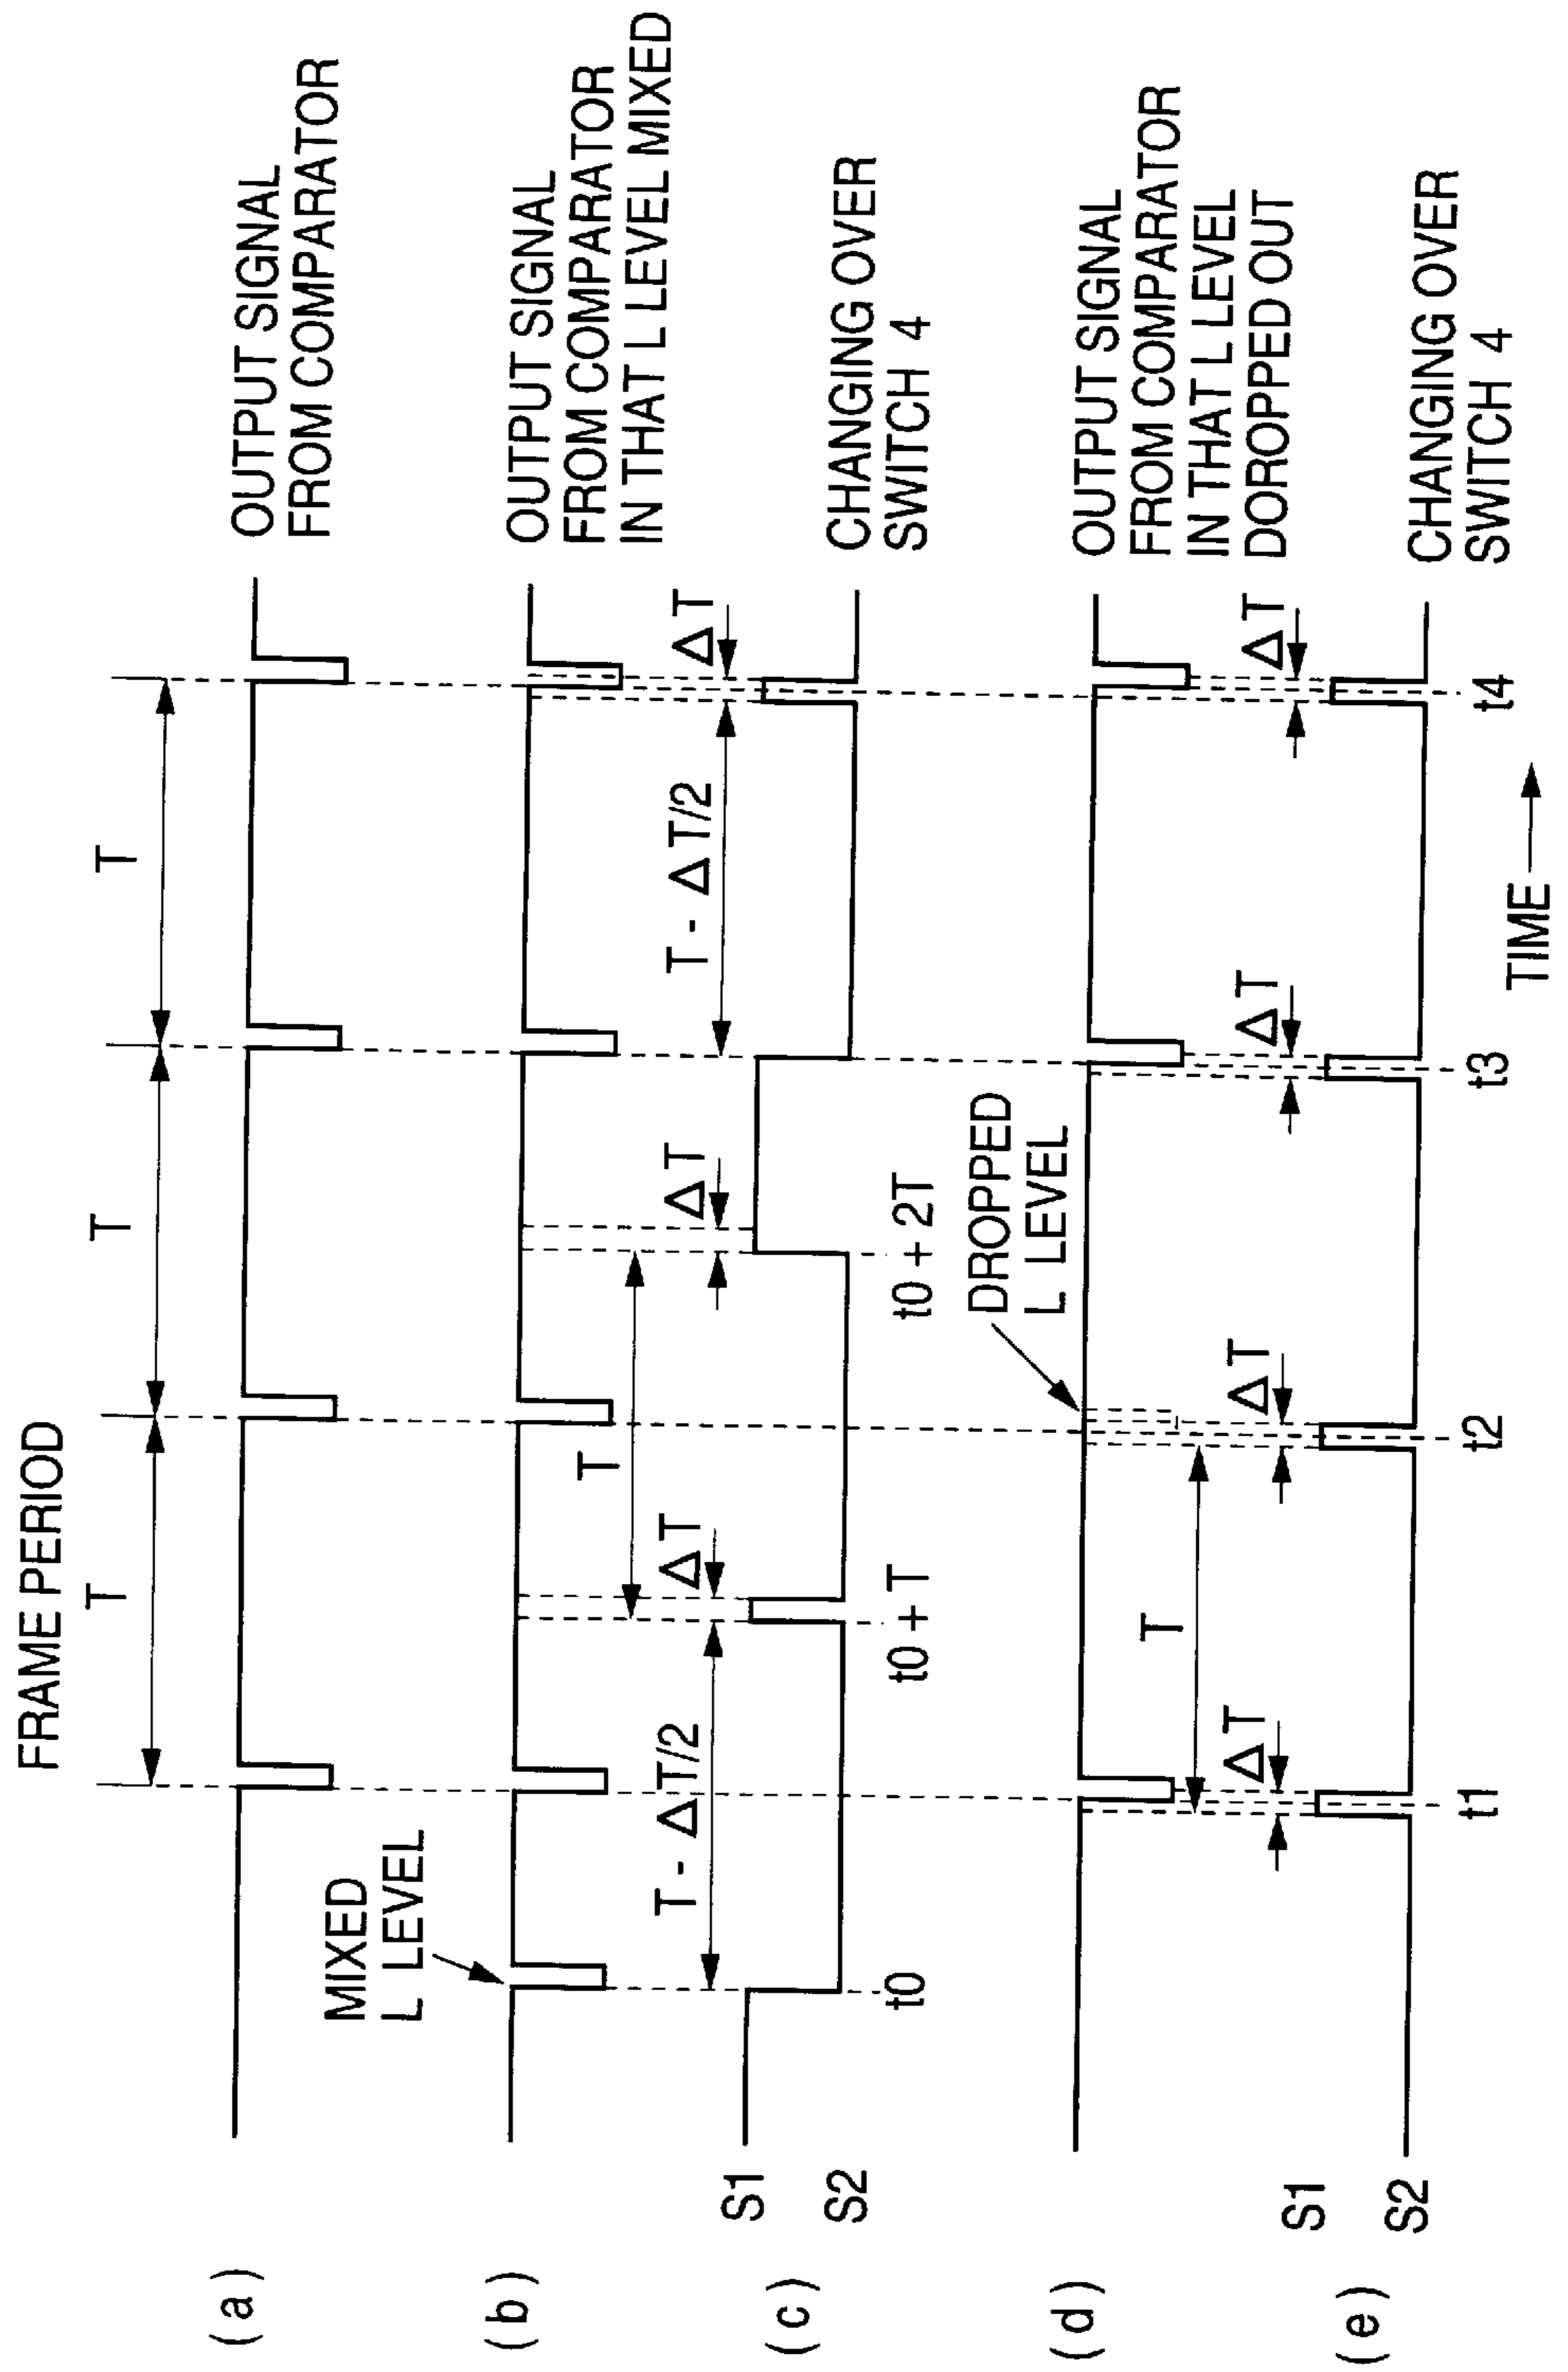 FRAME PERIOD
T
T
T
(a)
OUTPUT SIGNAL
FROM COMPARATOR
MIXED
L LEVEL
(b)
T
OUTPUT SIGNAL
FROM COMPARATOR
IN THAT L LEVEL MIXED
T - ΔT/2
ΔT
ΔT
T - ΔT/2
ΔT
S1
S2
(c)
CHANGING OVER
SWITCH 4
t0
t0 + T
t0 + 2T
DROPPED
L LEVEL
(d)
T
OUTPUT SIGNAL
FROM COMPARATOR
IN THAT L LEVEL
DOROPPED OUT
ΔT
ΔT
ΔT
ΔT
S1
S2
(e)
CHANGING OVER
SWITCH 4
t1
t2
t3
t4
TIME